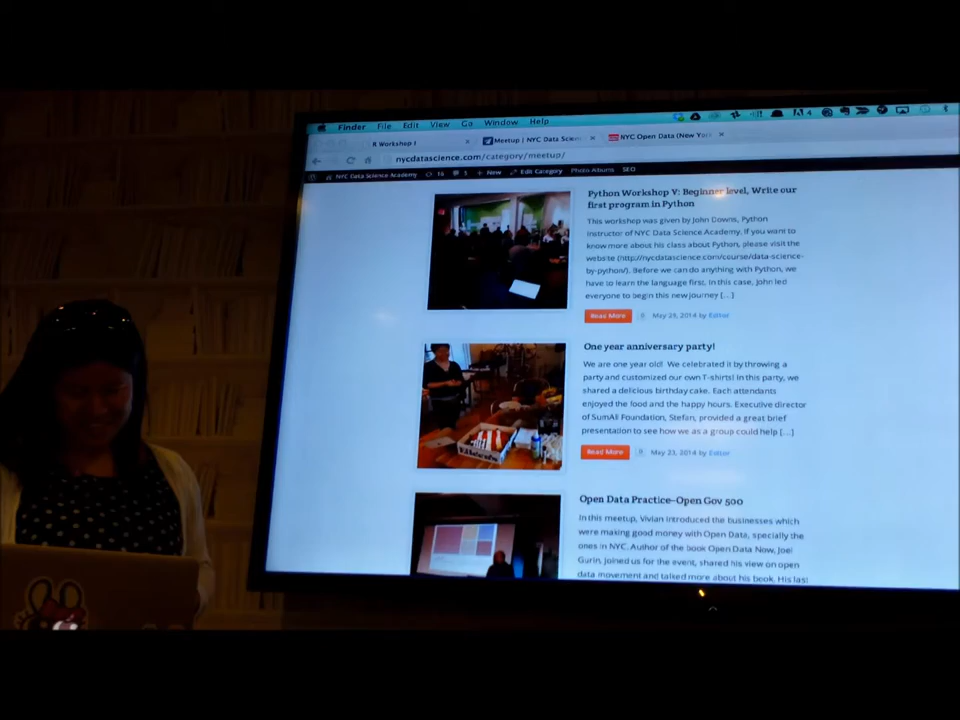 Finder File Edit View Go Window Help
R Workshop I
Meetup | NYC Data Scien
NYC Open Data (New York
nycdatascience.com/category/meetup/
NYC Data Science Academy 16 5 + New Edit Category Photo Albums SEO
Python Workshop Y: Beginner level, Write our
first program in Python
This workshop was given by John Downs, Python
instructor of NYC Data Science Academy. If you want to
know more about his class about Python, please visit the
website (http://nycdatascience.com/course/data-science-
by-python/). Before we can do anything with Python, we
have to learn the language first. In this case, John led
everyone to begin this new journey [...]
Read More 0 May 29, 2014 by Editor
One year anniversary party!
We are one year old! We celebrated it by throwing a
party and customized our own T-shirts! In this party, we
shared a delicious birthday cake. Each attendants
enjoyed the food and the happy hours. Executive director
of SumAll Foundation, Stefan, provided a great brief
presentation to see how we as a group could help [...]
Read More 0 May 23, 2014 by Editor
Open Data Practice–Open Gov 500
In this meetup, Vivian introduced the businesses which
were making good money with Open Data, specially the
ones in NYC. Author of the book Open Data Now, Joel
Gurin, joined us for the event, shared his view on open
data movement and talked more about his book. His last